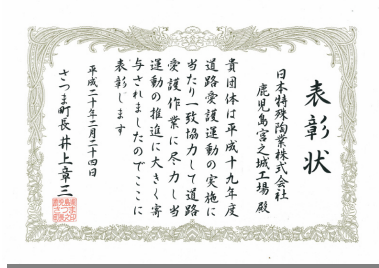 表彰状
日本特殊陶業株式会社
鹿児島宮之城工場 殿
貴団体は平成十九年度
道路愛護運動の実施に
当たり一致協力して道路
愛護作業に尽力し当
運動の推進に大きく寄
与されましたのでここに
表彰します
平成二十年二月二十四日
さつま町長 井上章三